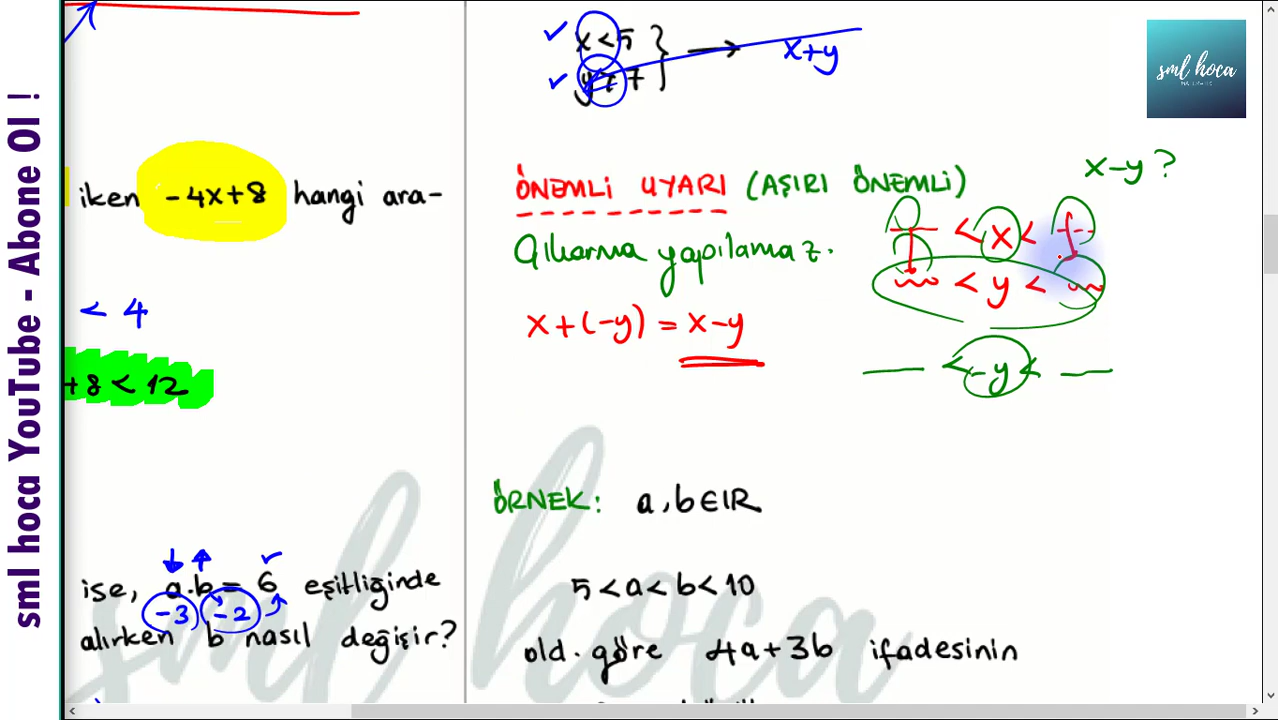 sml hoca YouTube - Abone Ol !
iken -4x+8 hangi ara-
< 4
+8 < 12
ise, a.b = 6 eşitliğinde
-3 -2
alırken b nasıl değişir?
x<5
x+y
sml hoca
x-y ?
ÖNEMLİ UYARI (AŞIRI ÖNEMLİ)
< x <
Çıkarma yapılamaz.
< y <
x+(-y) = x-y
< -y <
ÖRNEK: a,b∈IR
5<a<b<10
old. göre 4a+3b ifadesinin
sml hoca